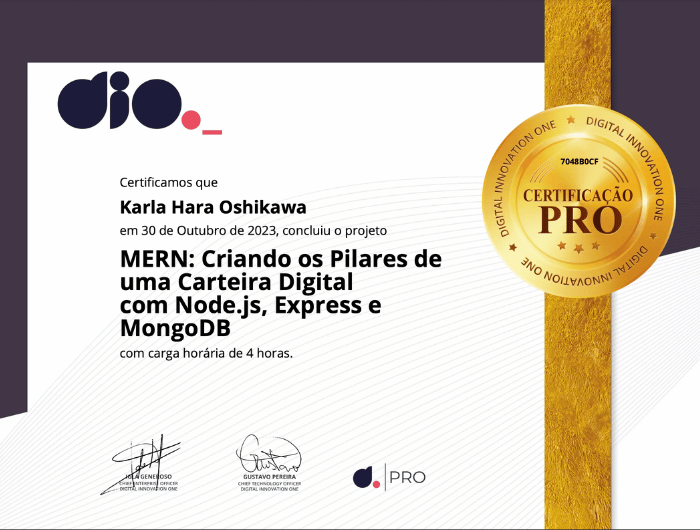 dio._
Certificamos que
Karla Hara Oshikawa
em 30 de Outubro de 2023, concluiu o projeto
MERN: Criando os Pilares de
uma Carteira Digital
com Node.js, Express e
MongoDB
com carga horária de 4 horas.
DIGITAL INNOVATION ONE ★ DIGITAL INNOVATION ONE ★ DIGITAL INNOVATION ONE ★
7048B0CF
CERTIFICAÇÃO
PRO
IGLÁ GENEROSO
CHIEF ENTERPRISE OFFICER
DIGITAL INNOVATION ONE
GUSTAVO PEREIRA
CHIEF TECHNOLOGY OFFICER
DIGITAL INNOVATION ONE
d. | PRO